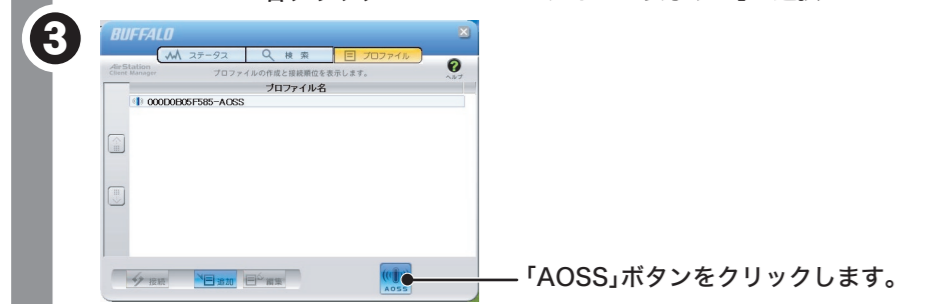 3
BUFFALO
ステータス
検 索
プロファイル
AirStation
Client Manager
プロファイルの作成と接続順位を表示します。
ヘルプ
プロファイル名
000D0B05F585-AOSS
接続
追加
編集
AOSS
「AOSS」ボタンをクリックします。